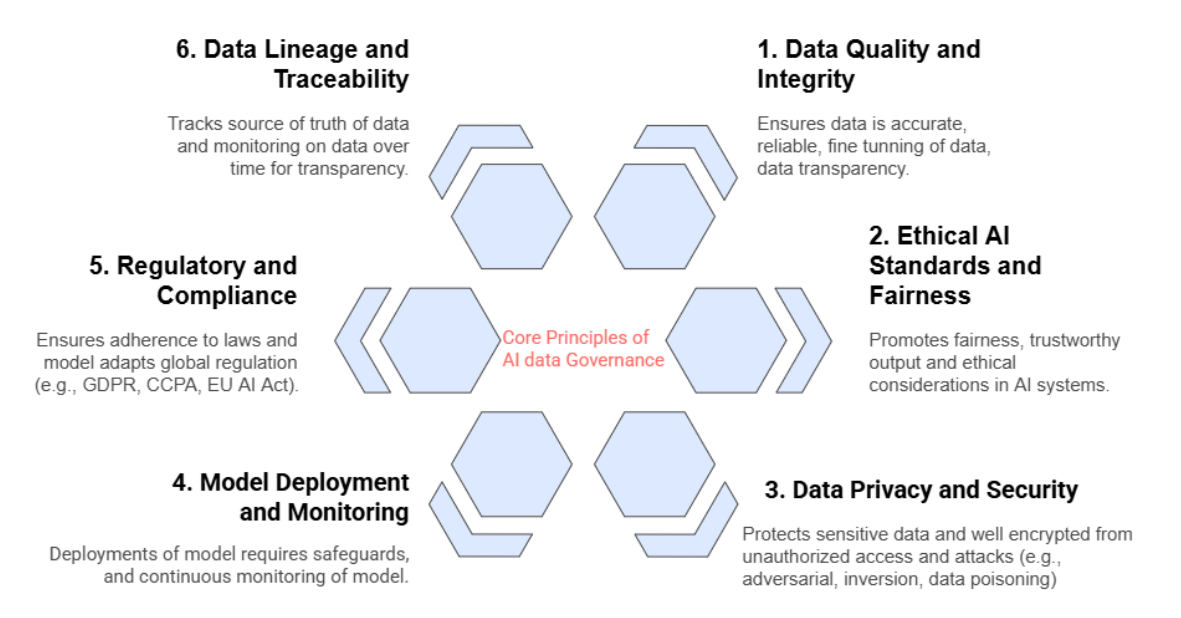 6. Data Lineage and
Traceability
Tracks source of truth of data
and monitoring on data over
time for transparency.
1. Data Quality and
Integrity
Ensures data is accurate,
reliable, fine tunning of data,
data transparency.
2. Ethical AI
Standards and
Fairness
Promotes fairness, trustworthy
output and ethical
considerations in AI systems.
5. Regulatory and
Compliance
Ensures adherence to laws and
model adapts global regulation
(e.g., GDPR, CCPA, EU AI Act).
Core Principles of
AI data Governance
4. Model Deployment
and Monitoring
Deployments of model requires safeguards,
and continuous monitoring of model.
3. Data Privacy and Security
Protects sensitive data and well encrypted from
unauthorized access and attacks (e.g.,
adversarial, inversion, data poisoning)